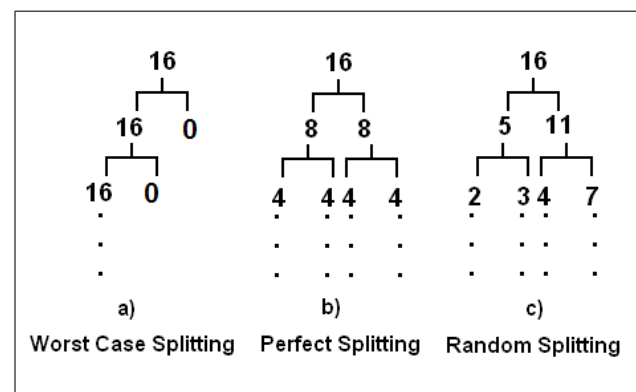 16 16 16
16 0 8 8 5 11
16 0 4 4 4 4 2 3 4 7
a) b) c)
Worst Case Splitting Perfect Splitting Random Splitting